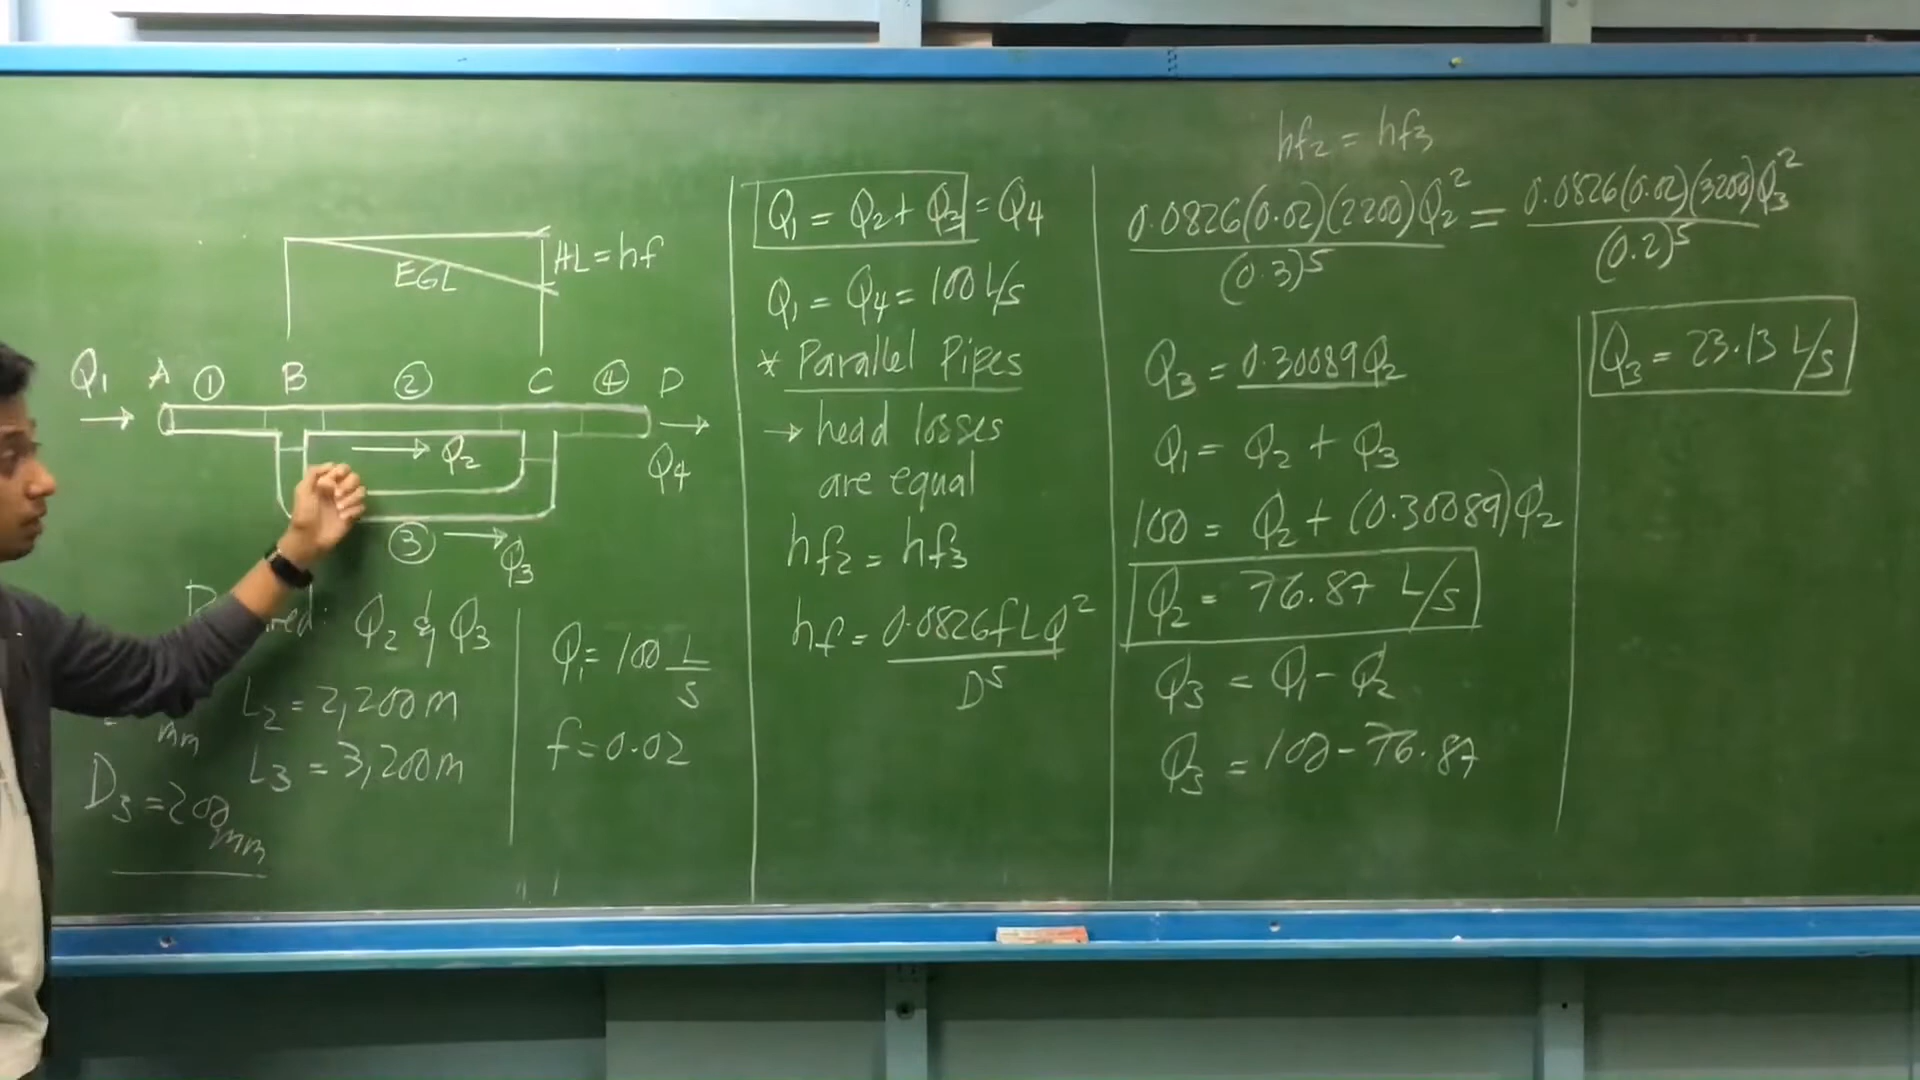 HL = hf
EGL
Q₁ A ① B ② C ④ D
Q₂
Q₄
③ Q₃
Q₂ & Q₃
mm
D₃ = 200 mm
L₂ = 2,200 m
L₃ = 3,200 m
Q₁ = 100 L/s
f = 0.02
Q₁ = Q₂ + Q₃ = Q₄
Q₁ = Q₄ = 100 L/s
* Parallel Pipes
→ head losses
are equal
hf₂ = hf₃
hf = 0.0826fLQ² / D⁵
hf₂ = hf₃
0.0826(0.02)(2200)Q₂² / (0.3)⁵ = 0.0826(0.02)(3200)Q₃² / (0.2)⁵
Q₃ = 0.30089Q₂
Q₁ = Q₂ + Q₃
100 = Q₂ + (0.30089)Q₂
Q₂ = 76.87 L/s
Q₃ = Q₁ - Q₂
Q₃ = 100 - 76.87
Q₃ = 23.13 L/s